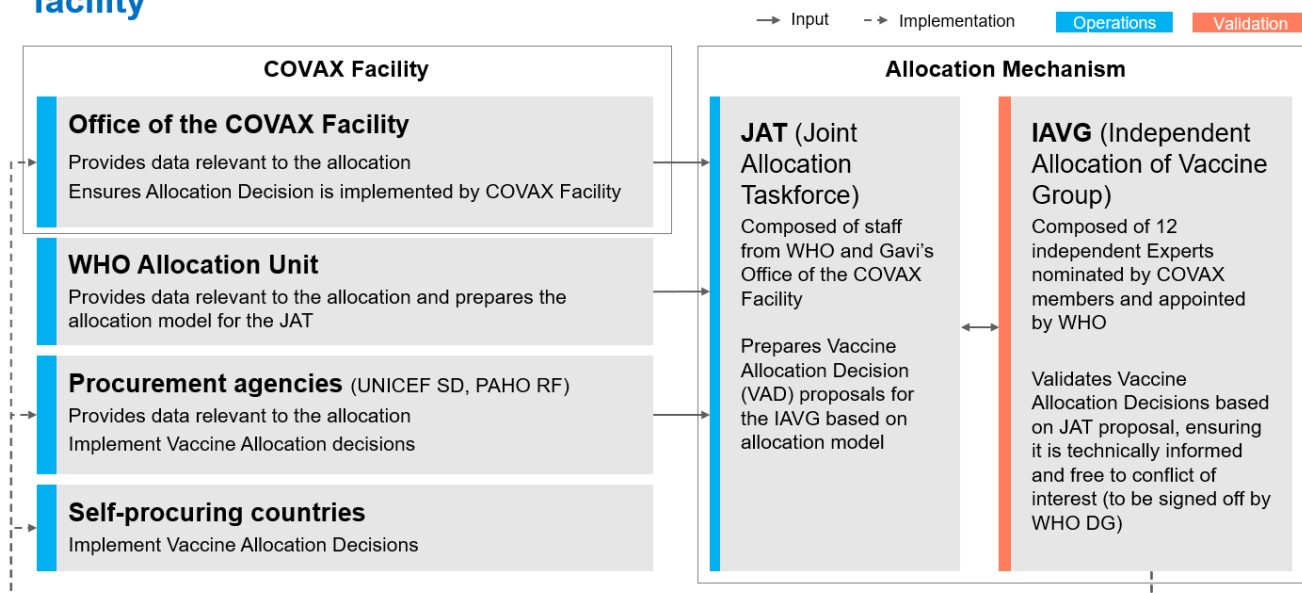 facility
Input
Implementation
Operations
Validation
COVAX Facility
Office of the COVAX Facility
Provides data relevant to the allocation
Ensures Allocation Decision is implemented by COVAX Facility
WHO Allocation Unit
Provides data relevant to the allocation and prepares the
allocation model for the JAT
Procurement agencies (UNICEF SD, PAHO RF)
Provides data relevant to the allocation
Implement Vaccine Allocation decisions
Self-procuring countries
Implement Vaccine Allocation Decisions
Allocation Mechanism
JAT (Joint
Allocation
Taskforce)
Composed of staff
from WHO and Gavi's
Office of the COVAX
Facility
Prepares Vaccine
Allocation Decision
(VAD) proposals for
the IAVG based on
allocation model
IAVG (Independent
Allocation of Vaccine
Group)
Composed of 12
independent Experts
nominated by COVAX
members and appointed
by WHO
Validates Vaccine
Allocation Decisions based
on JAT proposal, ensuring
it is technically informed
and free to conflict of
interest (to be signed off by
WHO DG)